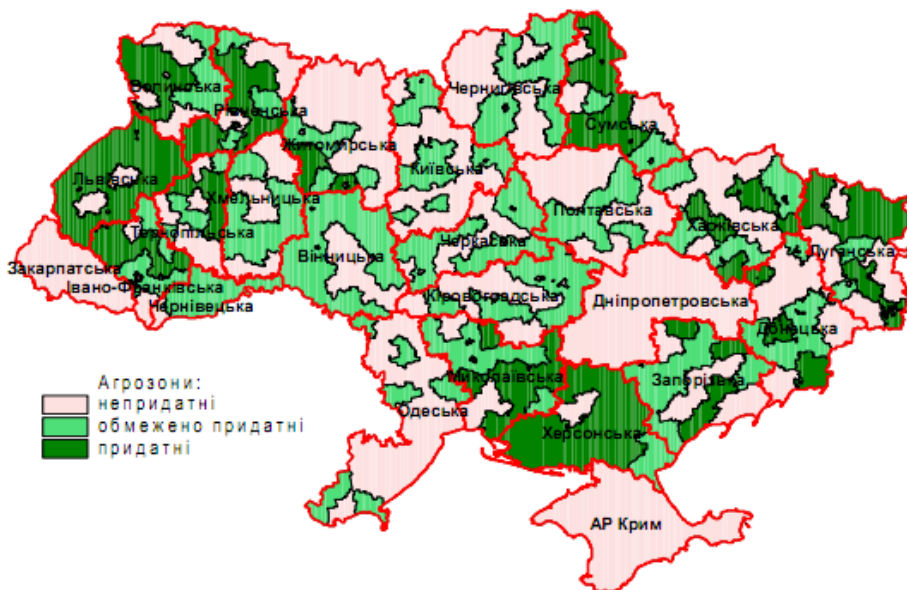 Волинська
Рівненська
Чернігівська
Сумська
Житомирська
Київська
Львівська
Хмельницька
Тернопільська
Полтавська
Харківська
Черкаська
Вінницька
Луганська
Закарпатська
Івано-Франківська
Чернівецька
Кіровоградська
Дніпропетровська
Донецька
Миколаївська
Запорізька
Одеська
Херсонська
АР Крим
Агрозони:
непридатні
обмежено придатні
придатні